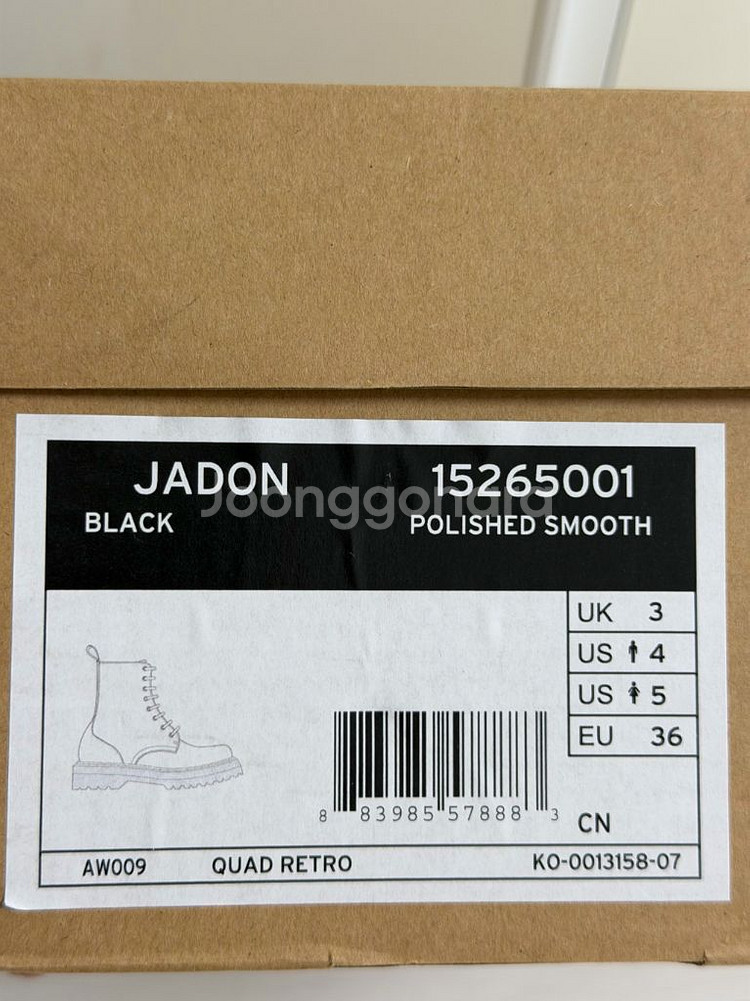 JADON 15265001
BLACK POLISHED SMOOTH
Joonggonara
UK 3
US 4
US 5
EU 36
8 83985 57888 3
CN
AW009 QUAD RETRO KO-0013158-07